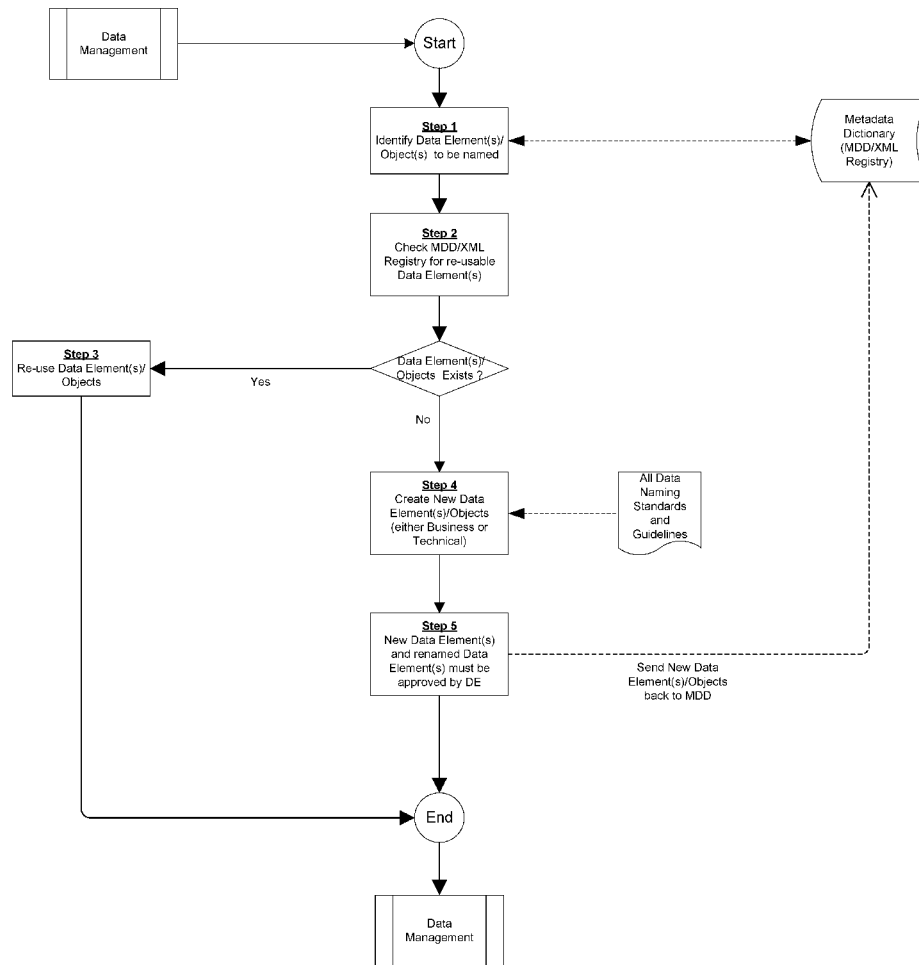 Data
Management
Start
Step 1
Identify Data Element(s)/
Object(s) to be named
Metadata
Dictionary
(MDD/XML
Registry)
Step 2
Check MDD/XML
Registry for re-usable
Data Element(s)
Data Element(s)/
Objects Exists ?
Step 3
Re-use Data Element(s)/
Objects
Yes
No
Step 4
Create New Data
Element(s)/Objects
(either Business or
Technical)
All Data
Naming
Standards
and
Guidelines
Step 5
New Data Element(s)
and renamed Data
Element(s) must be
approved by DE
Send New Data
Element(s)/Objects
back to MDD
End
Data
Management